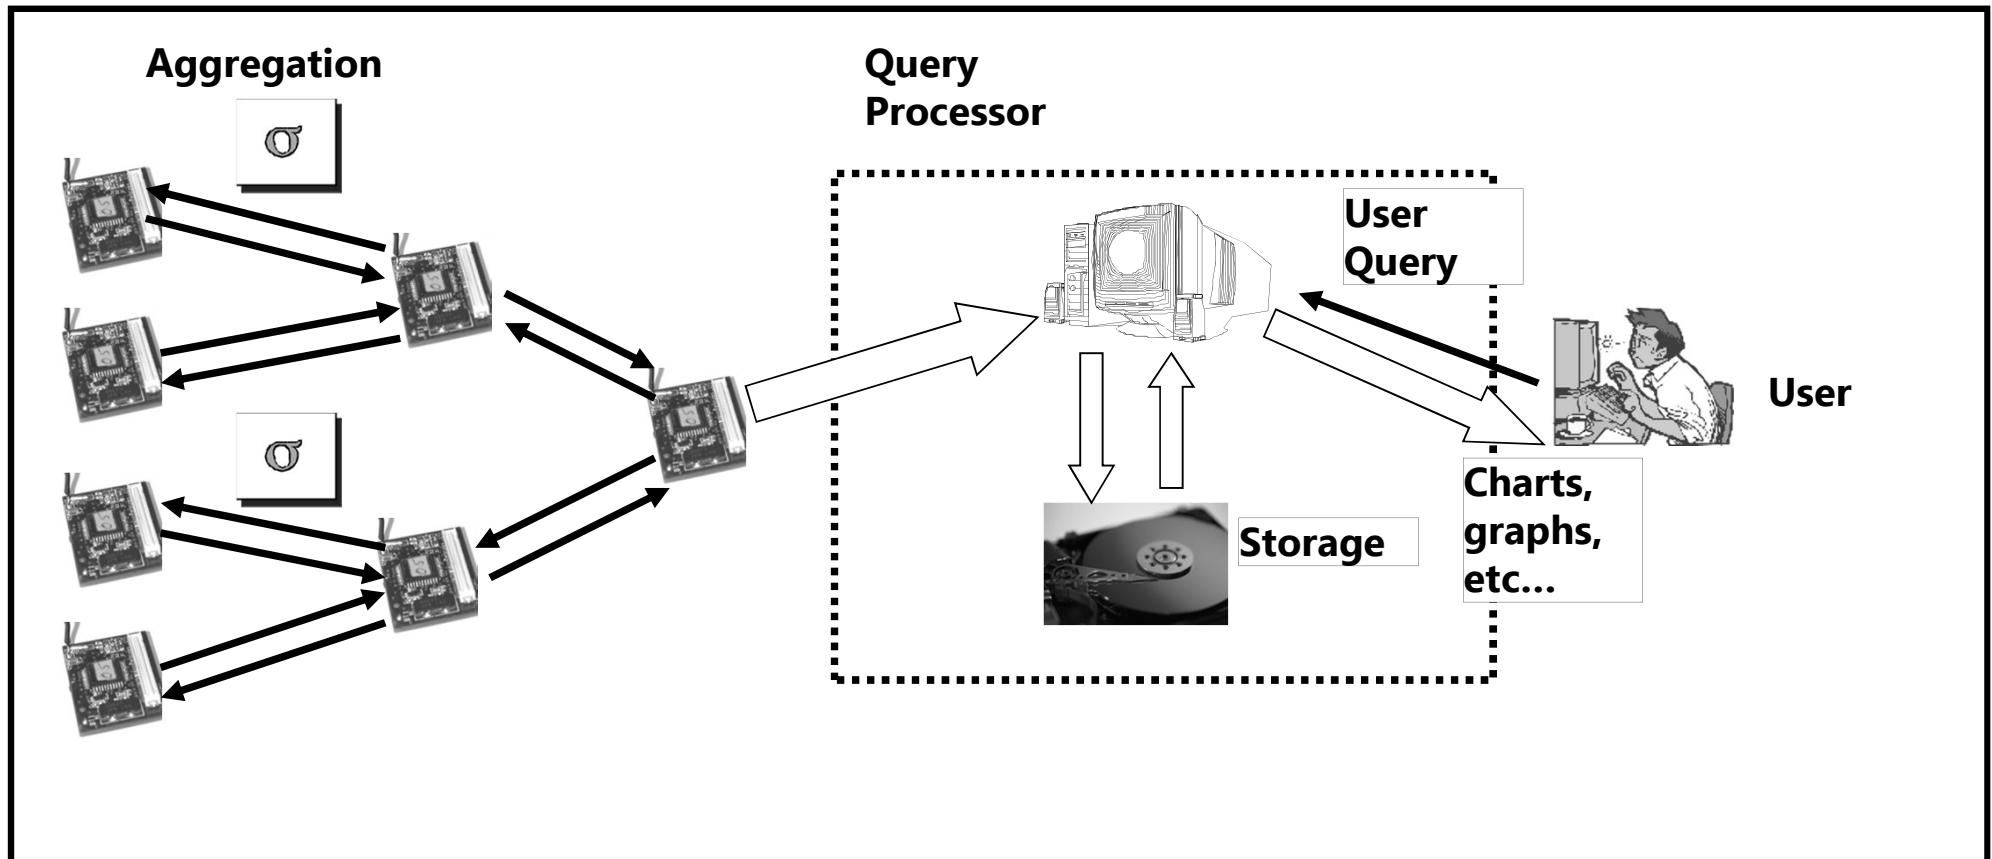 Aggregation
σ
σ
Query
Processor
User
Query
User
Storage
Charts,
graphs,
etc...